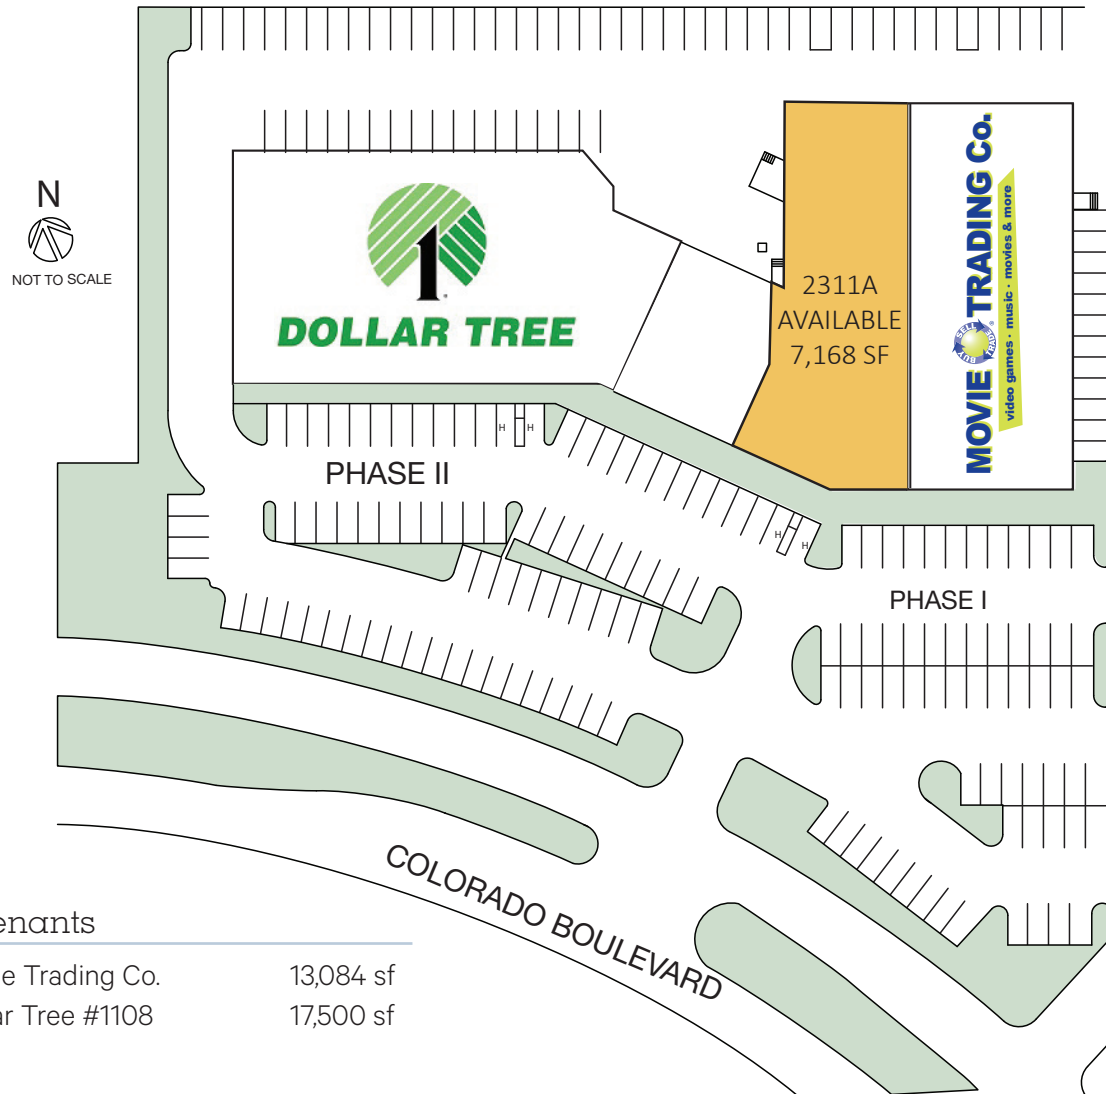 N
NOT TO SCALE
1
DOLLAR TREE
2311A
AVAILABLE
7,168 SF
MOVIE TRADING Co.
BUY SELL TRADE
video games · music · movies & more
H H
PHASE II
H
H
PHASE I
COLORADO BOULEVARD
enants
e Trading Co. 13,084 sf
ar Tree #1108 17,500 sf